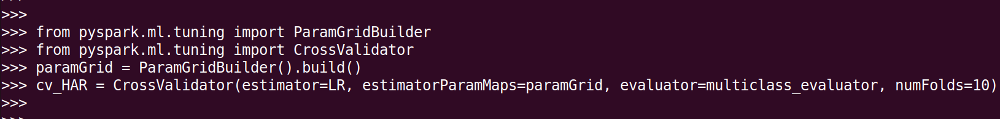 >>>
>>> from pyspark.ml.tuning import ParamGridBuilder
>>> from pyspark.ml.tuning import CrossValidator
>>> paramGrid = ParamGridBuilder().build()
>>> cv_HAR = CrossValidator(estimator=LR, estimatorParamMaps=paramGrid, evaluator=multiclass_evaluator, numFolds=10)
>>>